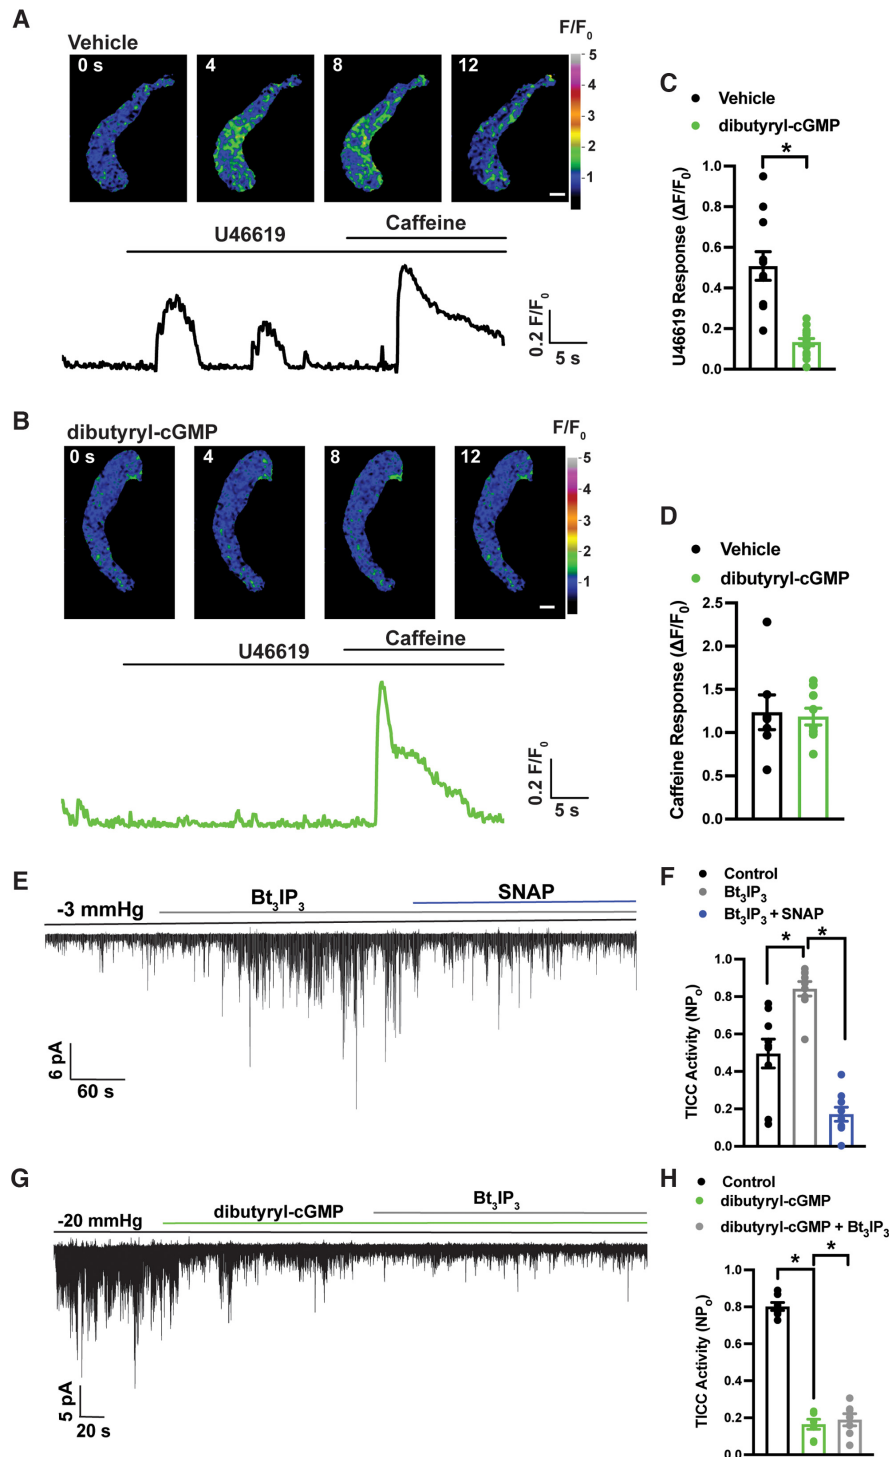 A
Vehicle
F/F0
0 s
4
8
12
5
4
3
2
1
U46619
Caffeine
0.2 F/F0
5 s
B
dibutyryl-cGMP
F/F0
0 s
4
8
12
5
4
3
2
1
U46619
Caffeine
0.2 F/F0
5 s
C
Vehicle
dibutyryl-cGMP
*
U46619 Response (ΔF/F0)
1.0
0.8
0.6
0.4
0.2
0.0
D
Vehicle
dibutyryl-cGMP
Caffeine Response (ΔF/F0)
2.5
2.0
1.5
1.0
0.5
0.0
E
-3 mmHg
Bt3IP3
SNAP
6 pA
60 s
F
Control
Bt3IP3
Bt3IP3 + SNAP
* *
TICC Activity (NPo)
1.0
0.8
0.6
0.4
0.2
0.0
G
-20 mmHg
dibutyryl-cGMP
Bt3IP3
5 pA
20 s
H
Control
dibutyryl-cGMP
dibutyryl-cGMP + Bt3IP3
* *
TICC Activity (NPo)
1.0
0.8
0.6
0.4
0.2
0.0